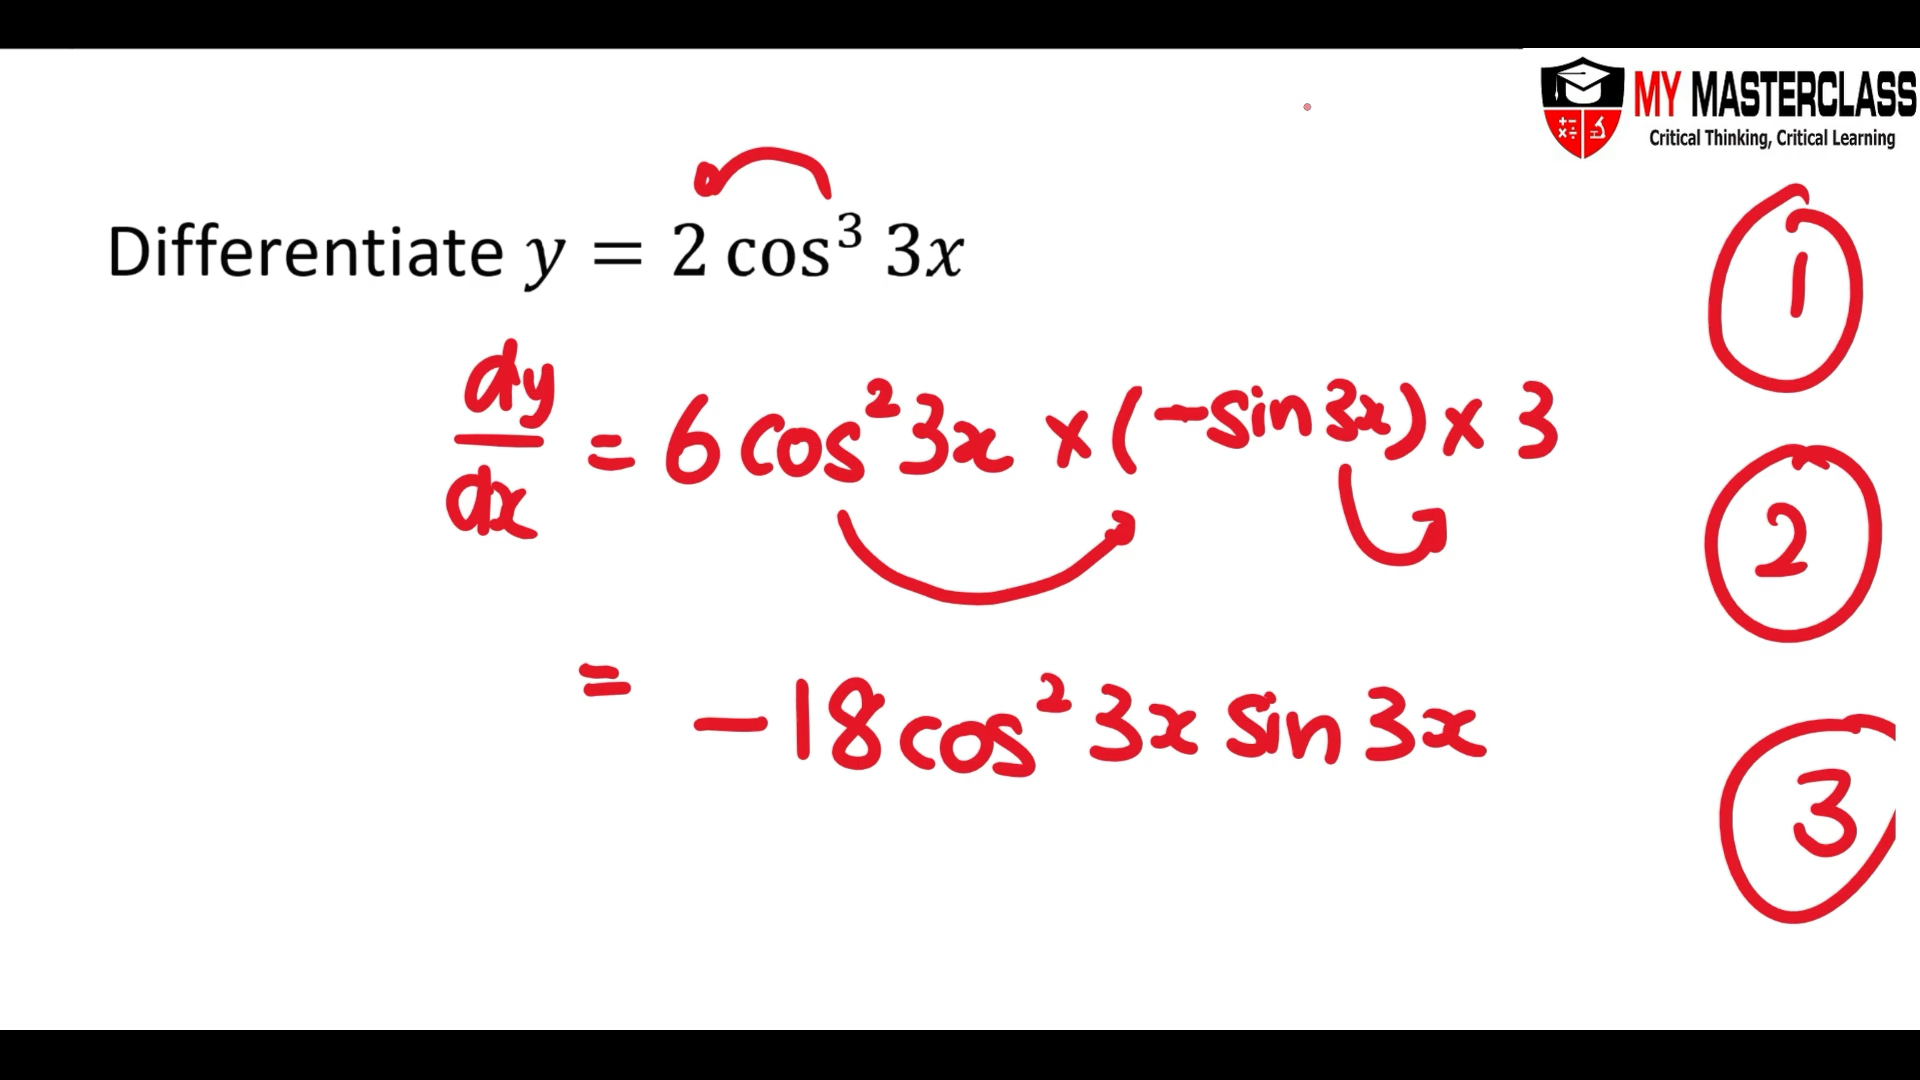 MY MASTERCLASS
Critical Thinking, Critical Learning
Differentiate y = 2 cos³ 3x
1
dy/dx = 6 cos² 3x × (−sin 3x) × 3
2
= −18 cos² 3x sin 3x
3